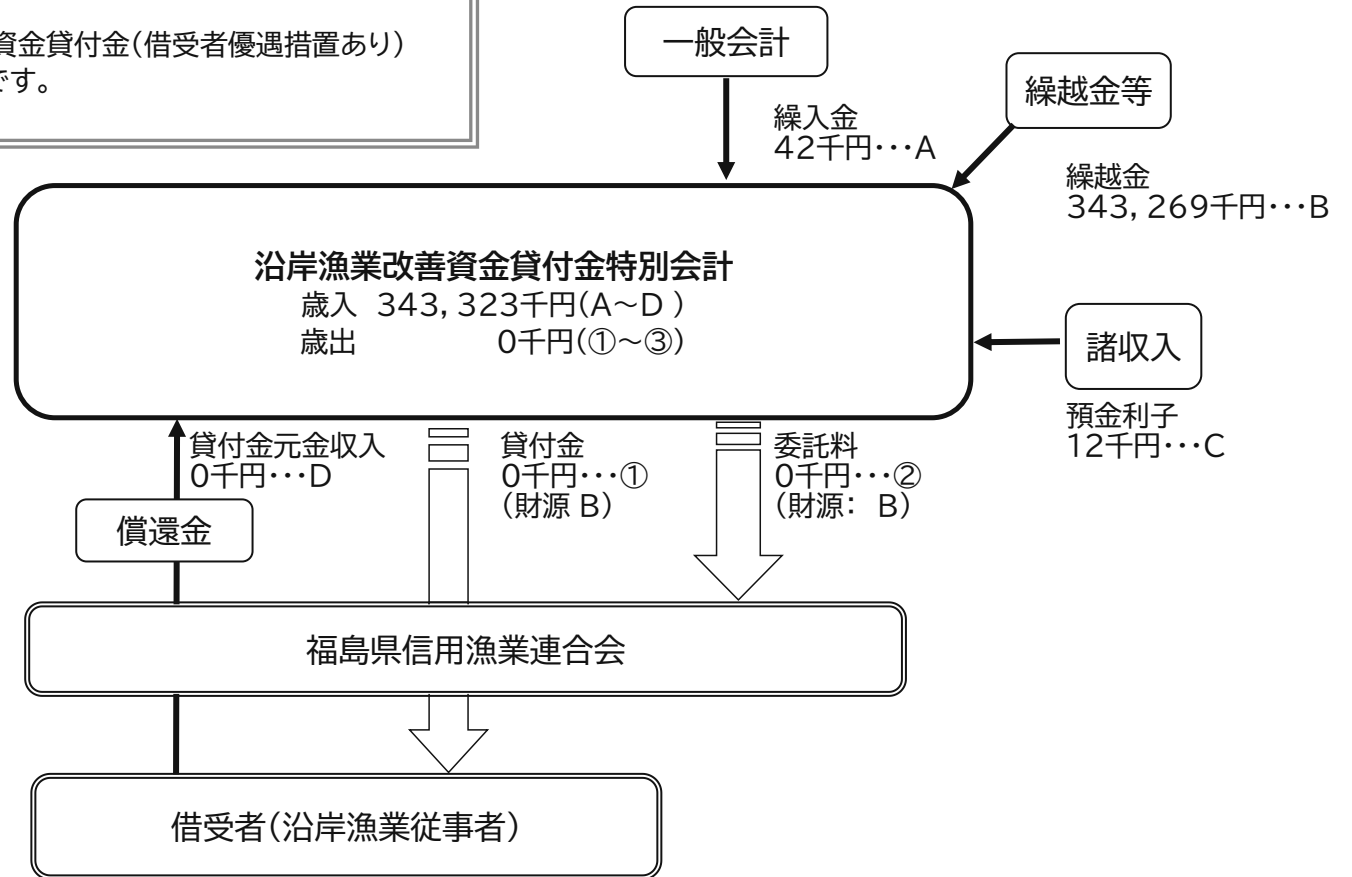 資金貸付金(借受者優遇措置あり)
です。
一般会計
繰越金等
繰入金
42千円・・・A
繰越金
343,269千円・・・B
沿岸漁業改善資金貸付金特別会計
歳入 343,323千円(A～D )
歳出 0千円(①～③)
諸収入
預金利子
12千円・・・C
貸付金元金収入
0千円・・・D
貸付金
0千円・・・①
(財源 B)
委託料
0千円・・・②
(財源: B)
償還金
福島県信用漁業連合会
借受者(沿岸漁業従事者)